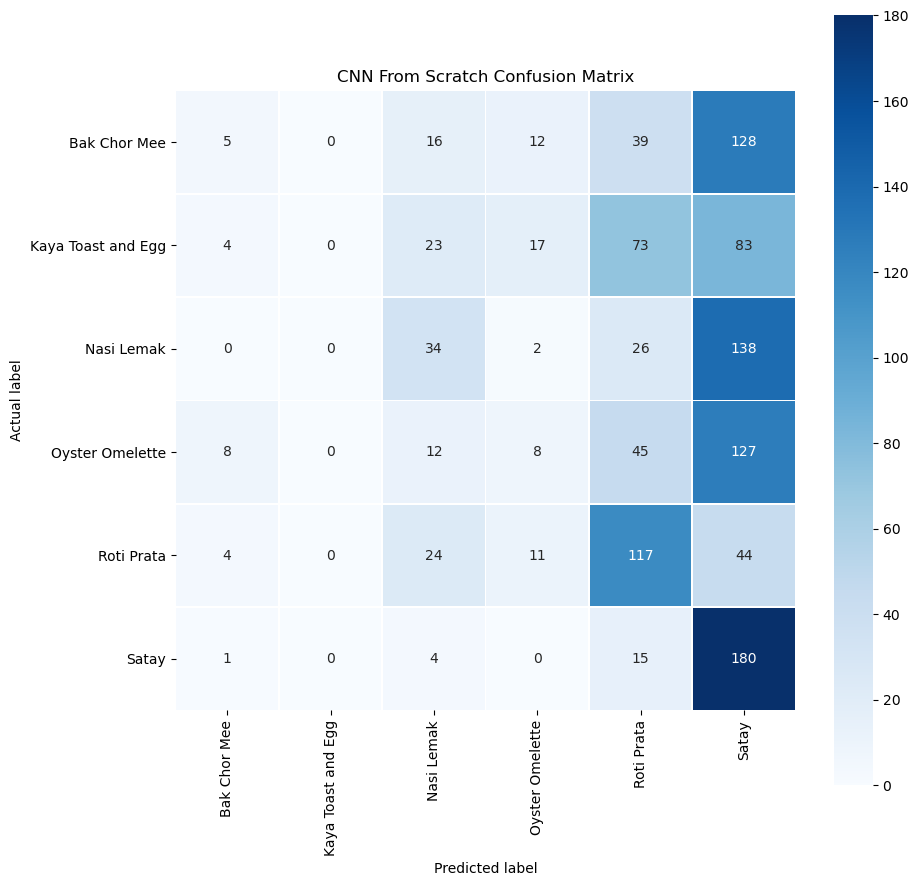 CNN From Scratch Confusion Matrix
Actual label
Bak Chor Mee 5 0 16 12 39 128
Kaya Toast and Egg 4 0 23 17 73 83
Nasi Lemak 0 0 34 2 26 138
Oyster Omelette 8 0 12 8 45 127
Roti Prata 4 0 24 11 117 44
Satay 1 0 4 0 15 180
Bak Chor Mee
Kaya Toast and Egg
Nasi Lemak
Oyster Omelette
Roti Prata
Satay
Predicted label
180
160
140
120
100
80
60
40
20
0